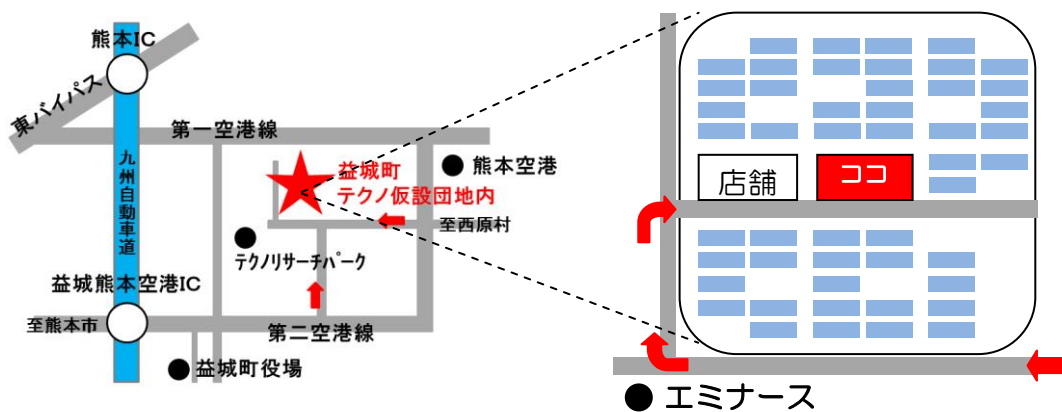 熊本IC
東バイパス
第一空港線
九州自動車道
益城町
テクノ仮設団地内
熊本空港
至西原村
テクノリサーチパーク
益城熊本空港IC
至熊本市
第二空港線
益城町役場
店舗
ココ
エミナース